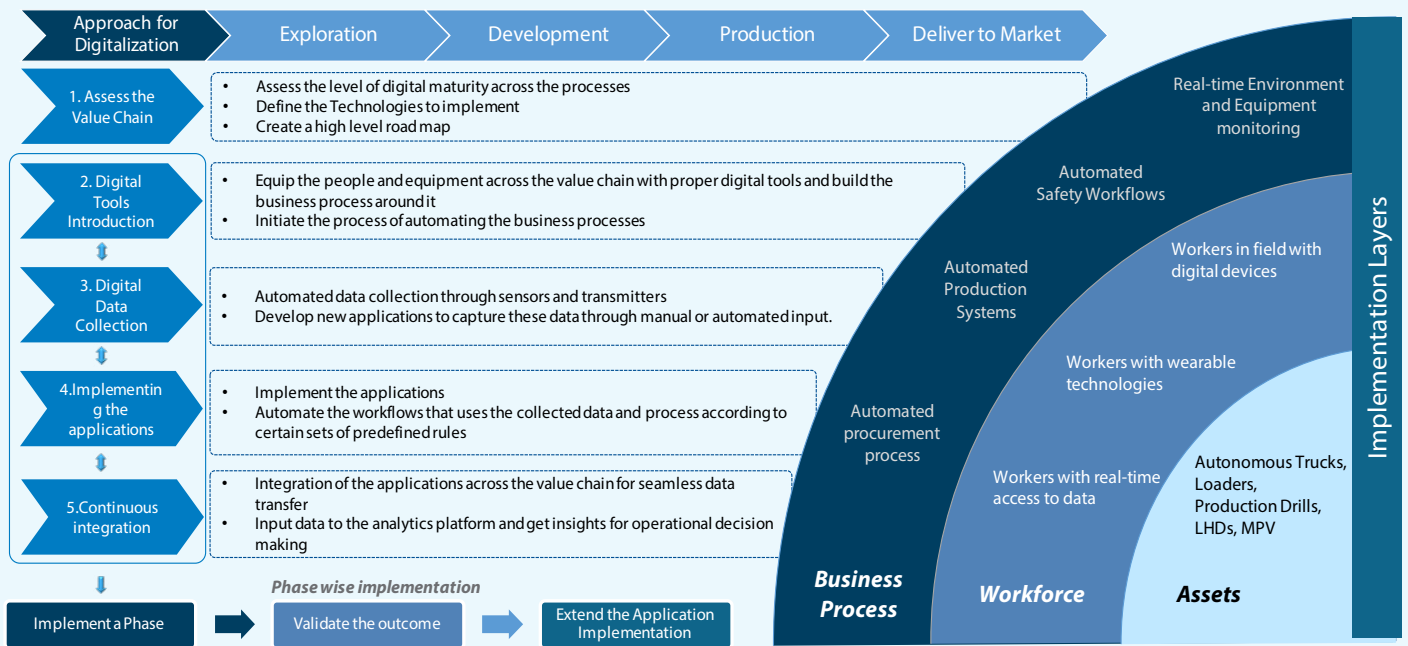 Approach for
Digitalization
Exploration
Development
Production
Deliver to Market
1. Assess the
Value Chain
• Assess the level of digital maturity across the processes
• Define the Technologies to implement
• Create a high level road map
2. Digital
Tools
Introduction
• Equip the people and equipment across the value chain with proper digital tools and build the
business process around it
• Initiate the process of automating the business processes
3. Digital
Data
Collection
• Automated data collection through sensors and transmitters
• Develop new applications to capture these data through manual or automated input.
4.Implementin
g the
applications
• Implement the applications
• Automate the workflows that uses the collected data and process according to
certain sets of predefined rules
5.Continuous
integration
• Integration of the applications across the value chain for seamless data
transfer
• Input data to the analytics platform and get insights for operational decision
making
Phase wise implementation
Implement a Phase
Validate the outcome
Extend the Application
Implementation
Real-time Environment
and Equipment
monitoring
Automated
Safety Workflows
Automated
Production
Systems
Automated
procurement
process
Business
Process
Workers in field with
digital devices
Workers with wearable
technologies
Workers with real-time
access to data
Workforce
Autonomous Trucks,
Loaders,
Production Drills,
LHDs, MPV
Assets
Implementation Layers